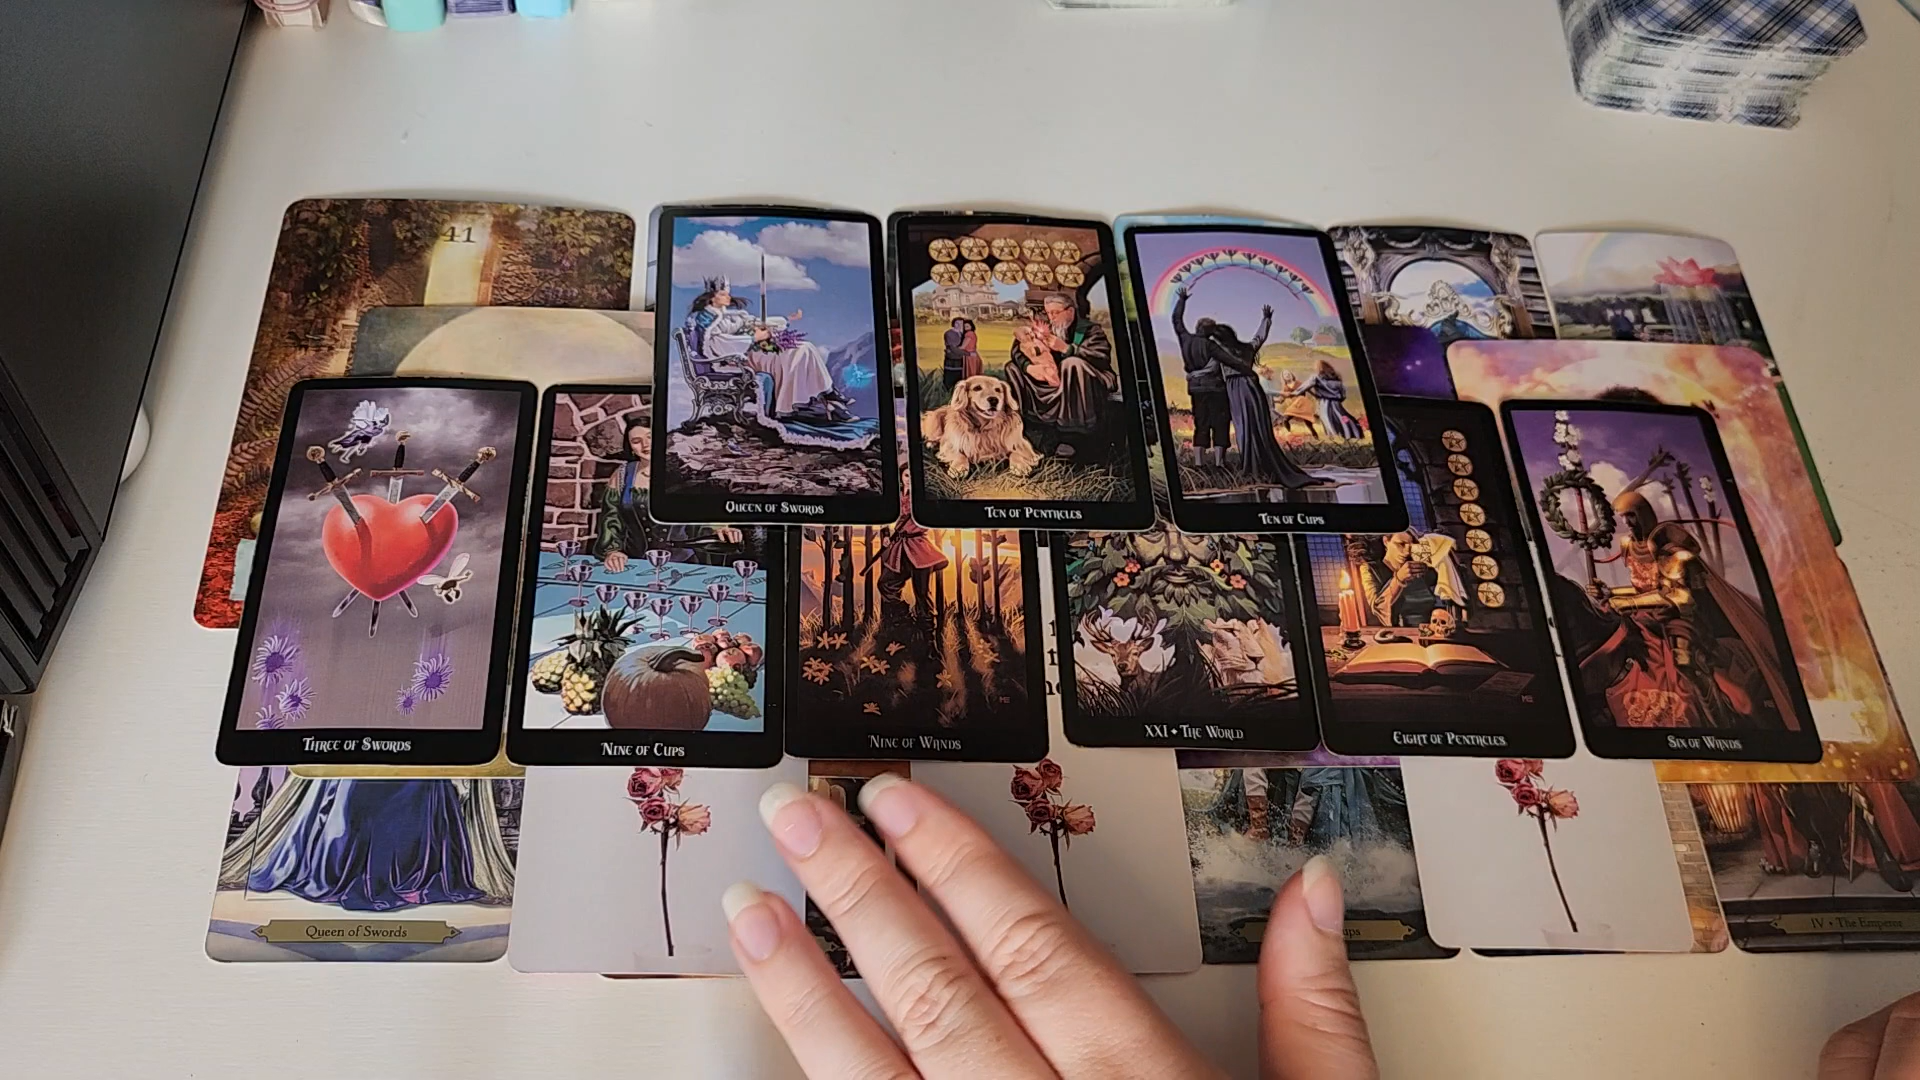 41
Queen of Swords
Ten of Pentacles
Ten of Cups
Three of Swords
Nine of Cups
Nine of Wands
XXI • The World
Eight of Pentacles
Six of Wands
Queen of Swords
IV • The Emperor